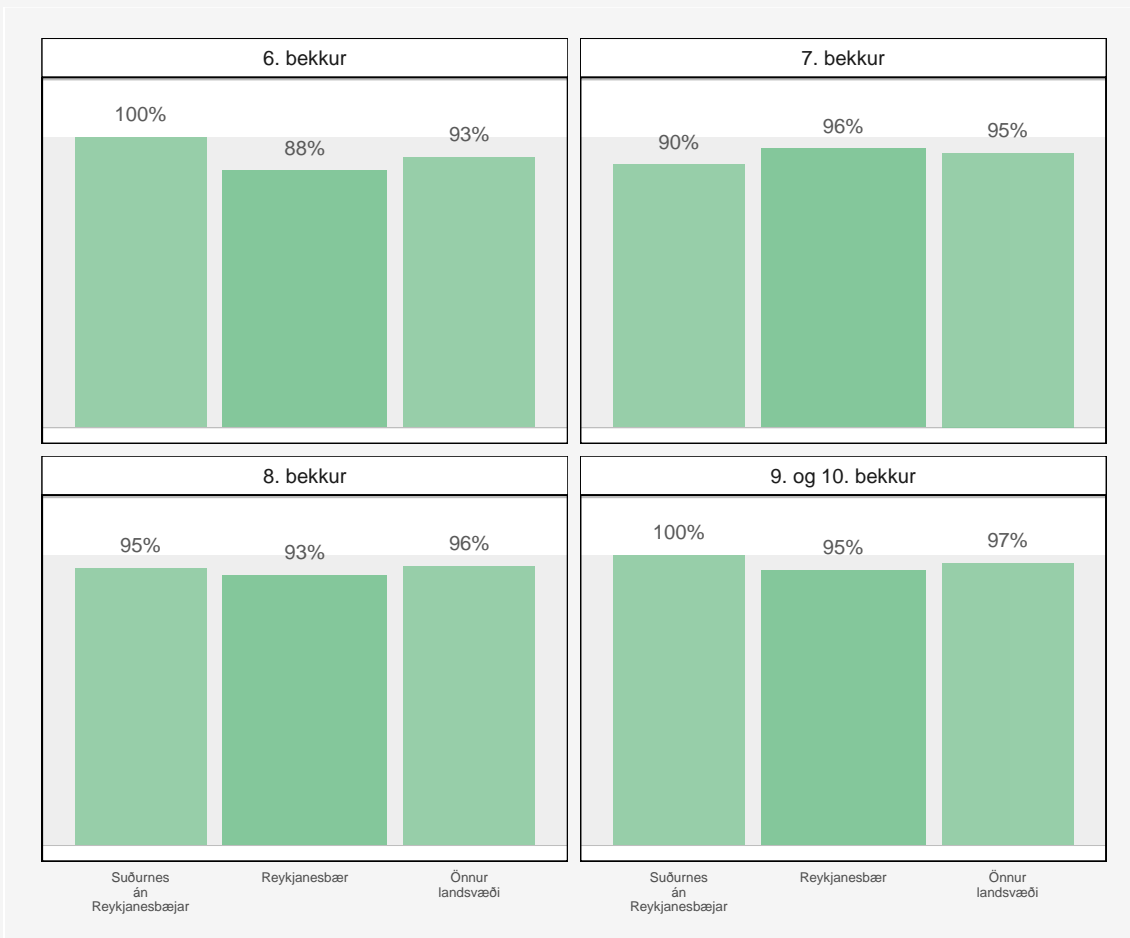 6. bekkur
100%
88%
93%
7. bekkur
90%
96%
95%
8. bekkur
95%
93%
96%
Suðurnes
án
Reykjanesbæjar
Reykjanesbær
Önnur
landsvæði
9. og 10. bekkur
100%
95%
97%
Suðurnes
án
Reykjanesbæjar
Reykjanesbær
Önnur
landsvæði